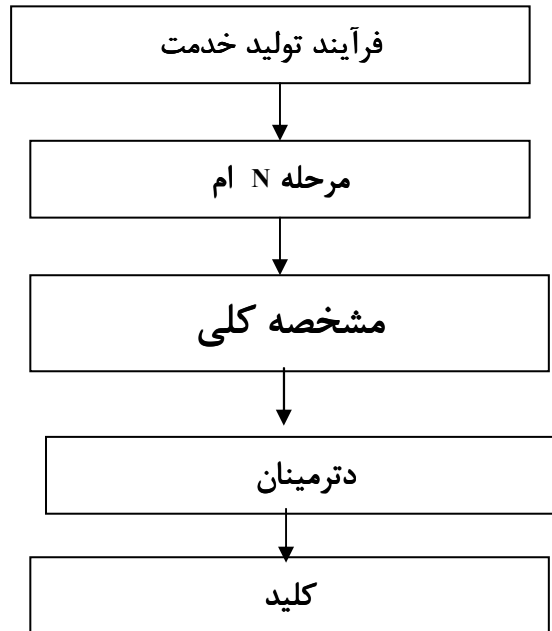 فرآیند تولید خدمت
مرحله N ام
مشخصه کلی
دترمینان
کلید